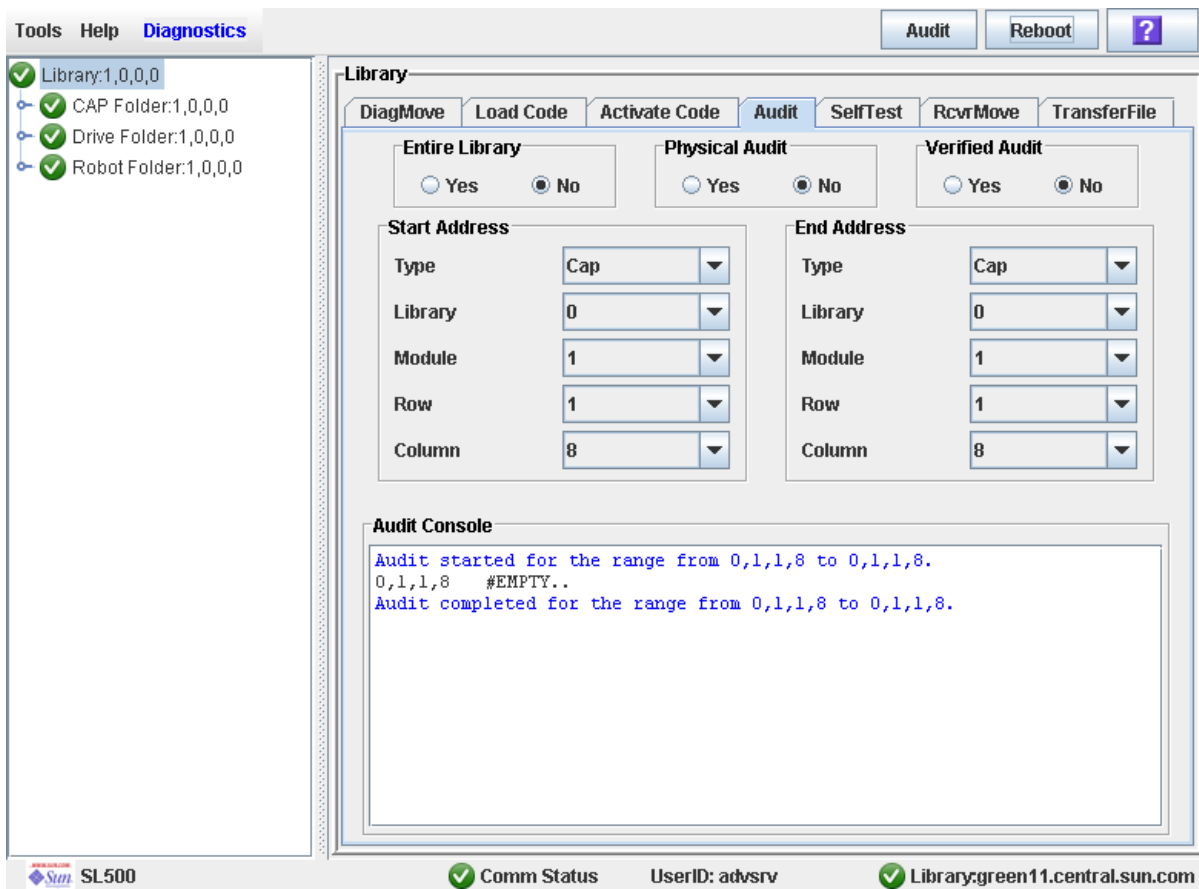 Tools Help Diagnostics Audit Reboot ?
Library:1,0,0,0
CAP Folder:1,0,0,0
Drive Folder:1,0,0,0
Robot Folder:1,0,0,0
Library
DiagMove Load Code Activate Code Audit SelfTest RcvrMove TransferFile
Entire Library Physical Audit Verified Audit
Yes No Yes No Yes No
Start Address End Address
Type Cap Type Cap
Library 0 Library 0
Module 1 Module 1
Row 1 Row 1
Column 8 Column 8
Audit Console
Audit started for the range from 0,1,1,8 to 0,1,1,8.
0,1,1,8 #EMPTY..
Audit completed for the range from 0,1,1,8 to 0,1,1,8.
Sun SL500 Comm Status UserID: advsrv Library:green11.central.sun.com